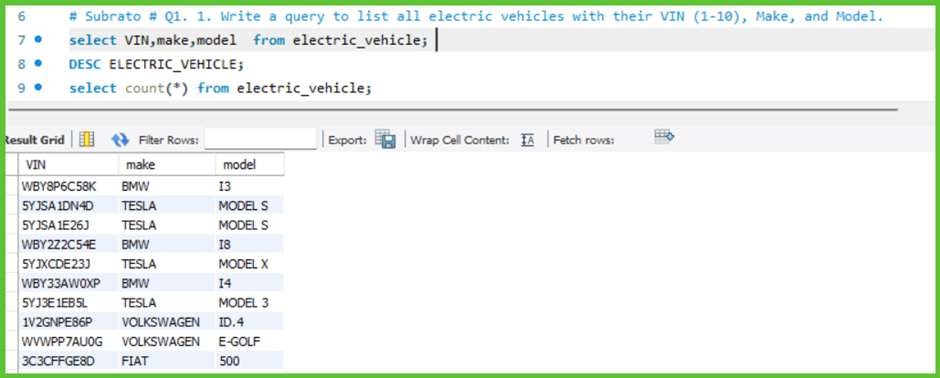 6 # Subrato # Q1. 1. Write a query to list all electric vehicles with their VIN (1-10), Make, and Model.
7 select VIN,make,model  from electric_vehicle;
8 DESC ELECTRIC_VEHICLE;
9 select count(*) from electric_vehicle;
Result Grid Filter Rows: Export: Wrap Cell Content: Fetch rows:
VIN make model
WBY8P6C58K BMW I3
5YJSA1DN4D TESLA MODEL S
5YJSA1E26J TESLA MODEL S
WBY2Z2C54E BMW I8
5YJXCDE23J TESLA MODEL X
WBY33AW0XP BMW I4
5YJ3E1EB5L TESLA MODEL 3
1V2GNPE86P VOLKSWAGEN ID.4
WVWPP7AU0G VOLKSWAGEN E-GOLF
3C3CFFGE8D FIAT 500